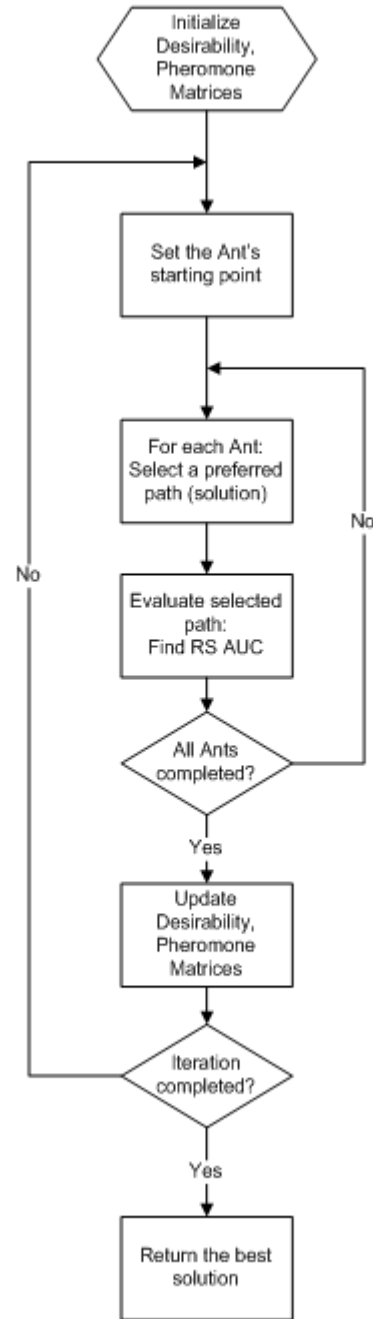 Initialize
Desirability,
Pheromone
Matrices
Set the Ant's
starting point
For each Ant:
Select a preferred
path (solution)
No
No
Evaluate selected
path:
Find RS AUC
All Ants
completed?
Yes
Update
Desirability,
Pheromone
Matrices
Iteration
completed?
Yes
Return the best
solution